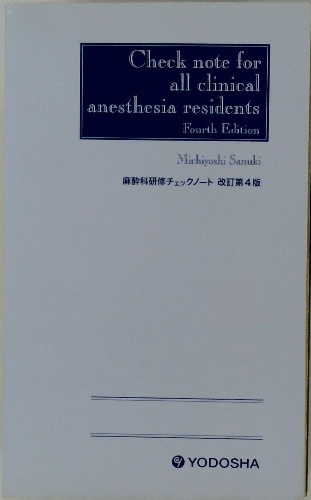 Check note for
all clinical
anesthesia residents
Fourth Edition
Michiyoshi Sanuki
麻酔科研修チェックノート 改訂第4版
YODOSHA